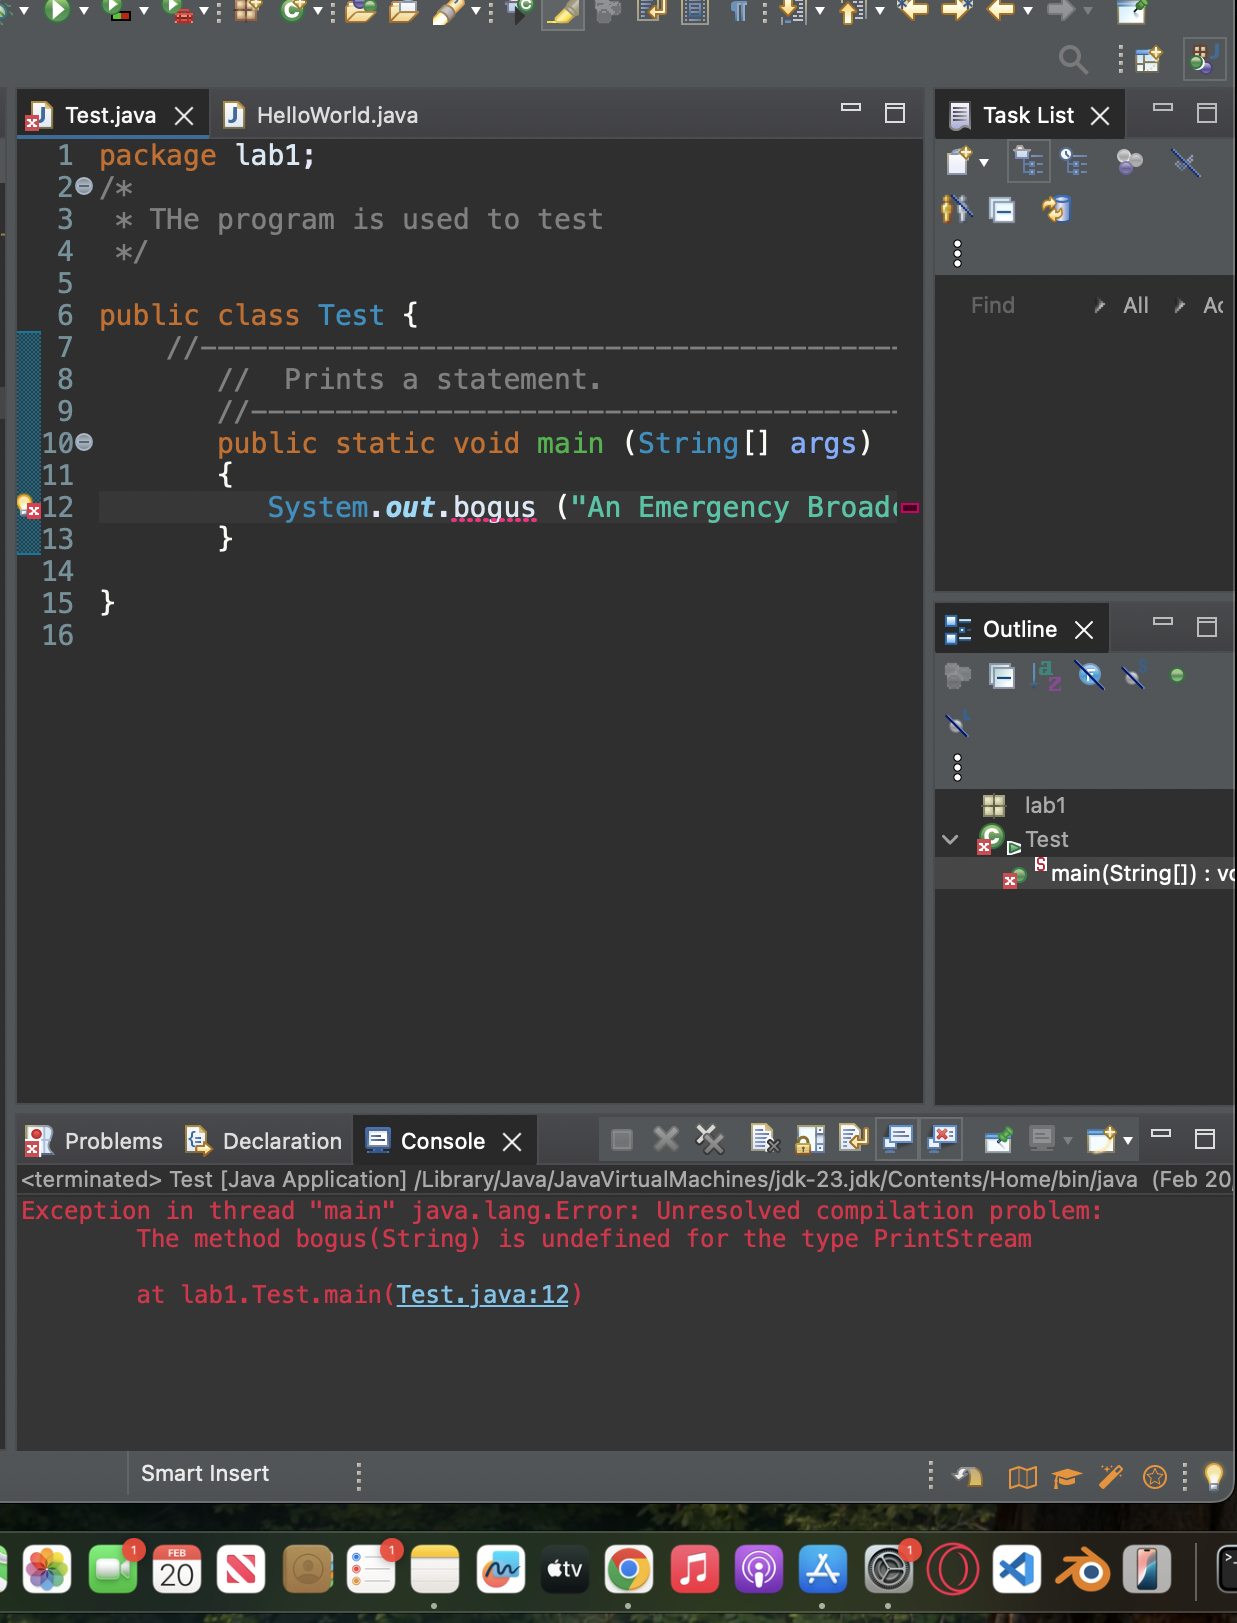 Test.java
HelloWorld.java
Task List
1 package lab1;
2 /*
3 * THe program is used to test
4 */
5
6 public class Test {
7 //------------------------------------------
8 // Prints a statement.
9 //---------------------------------------
10 public static void main (String[] args)
11 {
12 System.out.bogus ("An Emergency Broad
13 }
14
15 }
16
Find
All
Outline
lab1
Test
main(String[]) :
Problems
Declaration
Console
<terminated> Test [Java Application] /Library/Java/JavaVirtualMachines/jdk-23.jdk/Contents/Home/bin/java (Feb 20,
Exception in thread "main" java.lang.Error: Unresolved compilation problem:
The method bogus(String) is undefined for the type PrintStream
at lab1.Test.main(Test.java:12)
Smart Insert
1
FEB
20
1
tv
1